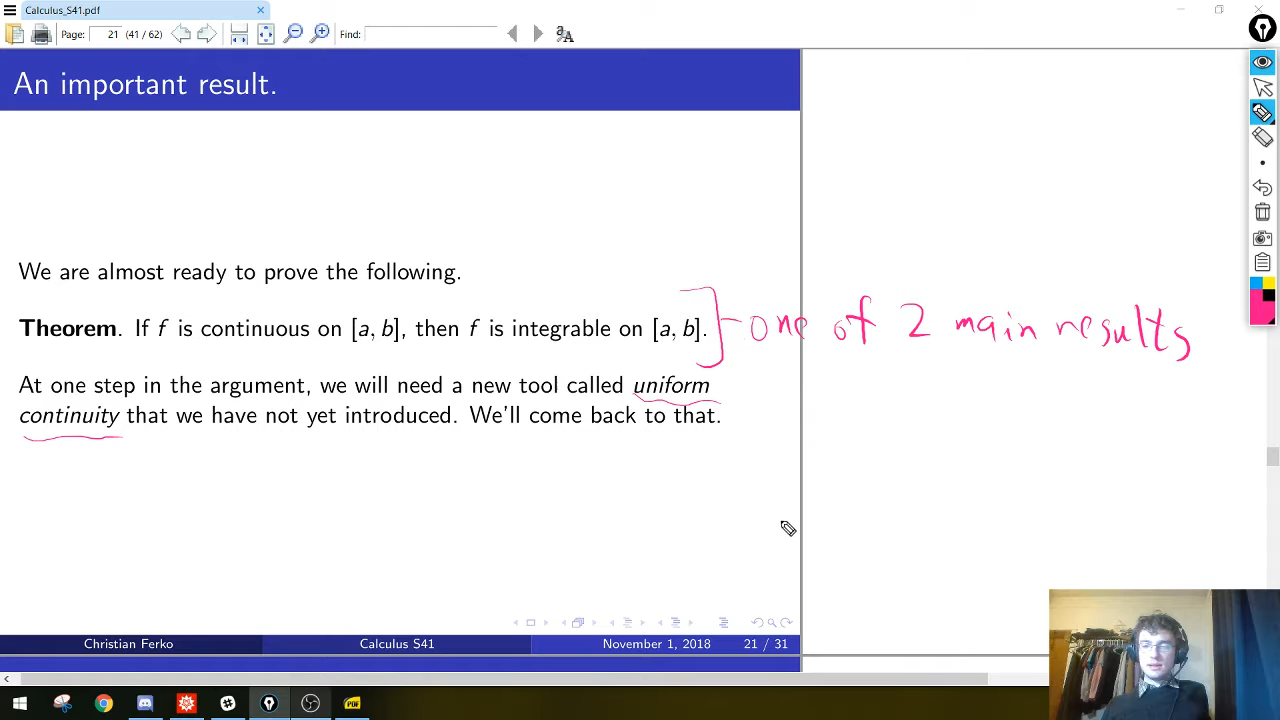 Calculus_S41.pdf
Page: 21 (41 / 62) Find:
An important result.
We are almost ready to prove the following.
Theorem. If f is continuous on [a, b], then f is integrable on [a, b].
one of 2 main results
At one step in the argument, we will need a new tool called uniform
continuity that we have not yet introduced. We'll come back to that.
Christian Ferko Calculus S41 November 1, 2018 21 / 31